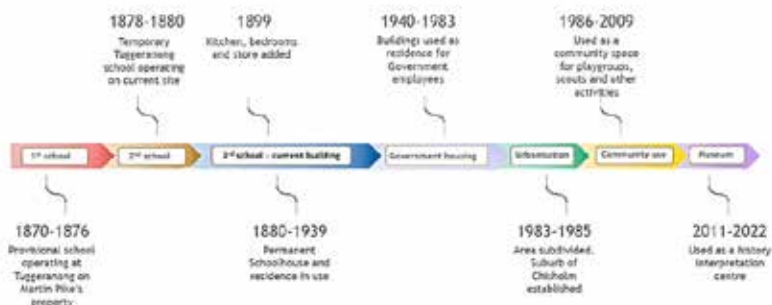 1878-1880
Temporary
Tuggeranong
school operating
on current site
1899
Kitchen, bedrooms
and store added
1940-1983
Buildings used as
residence for
Government
employees
1986-2009
Used as a
community space
for playgroups,
scouts and other
activities
1st school
2nd school
3rd school - current building
Government housing
Urbanisation
Community use
Museum
1870-1876
Provisional school
operating at
Tuggeranong on
Martin Pike's
property
1880-1939
Permanent
Schoolhouse and
residence in use
1983-1985
Area subdivided.
Suburb of
Chisholm
established
2011-2022
Used as a history
interpretation
centre